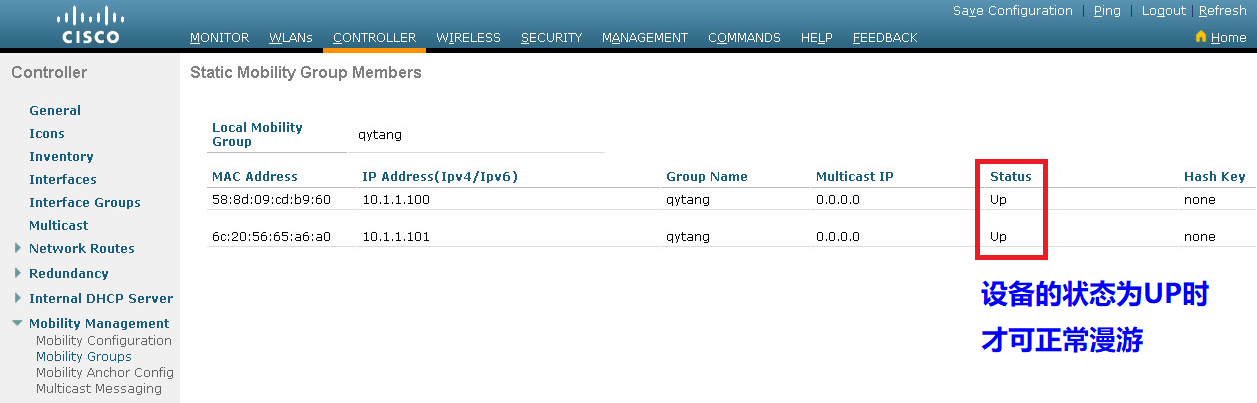 Save Configuration | Ping | Logout | Refresh
CISCO
MONITOR WLANs CONTROLLER WIRELESS SECURITY MANAGEMENT COMMANDS HELP FEEDBACK
Home
Controller
General
Icons
Inventory
Interfaces
Interface Groups
Multicast
Network Routes
Redundancy
Internal DHCP Server
Mobility Management
Mobility Configuration
Mobility Groups
Mobility Anchor Config
Multicast Messaging
Static Mobility Group Members
Local Mobility
Group
qytang
MAC Address IP Address(Ipv4/Ipv6) Group Name Multicast IP Status Hash Key
58:8d:09:cd:b9:60 10.1.1.100 qytang 0.0.0.0 Up none
6c:20:56:65:a6:a0 10.1.1.101 qytang 0.0.0.0 Up none
设备的状态为UP时
才可正常漫游